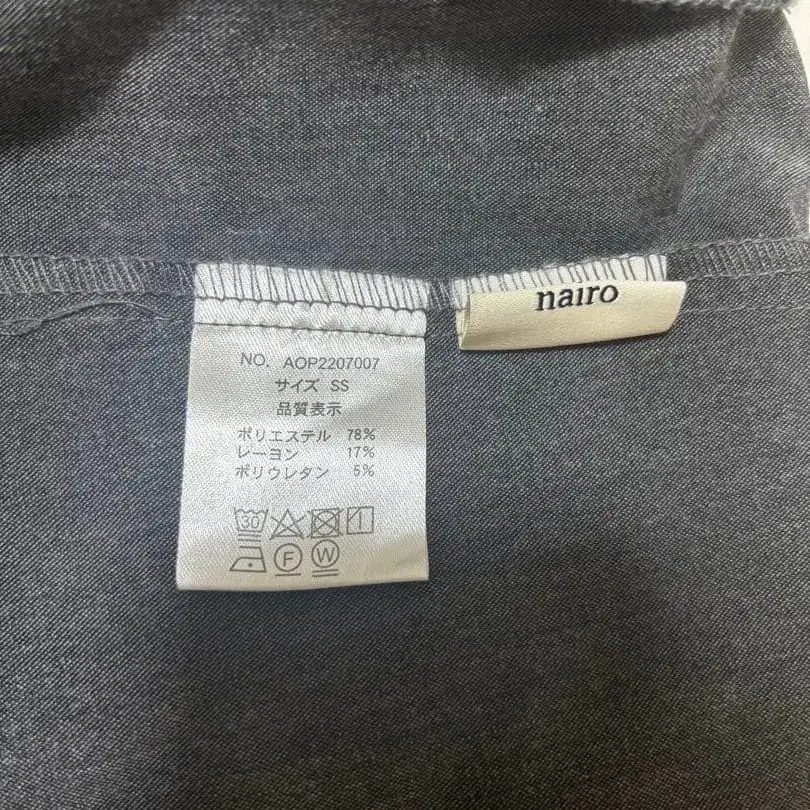 nairo
NO. AOP2207007
サイズ SS
品質表示
ポリエステル 78%
レーヨン 17%
ポリウレタン 5%
30
F W